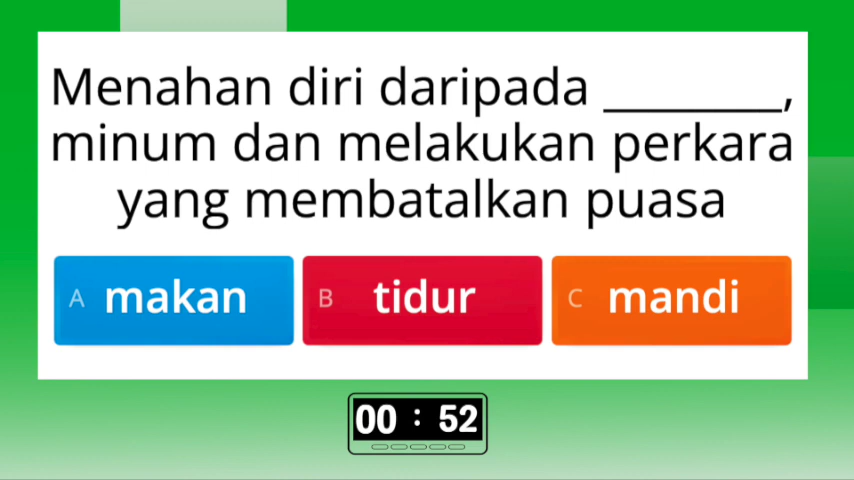 Menahan diri daripada ________,
minum dan melakukan perkara
yang membatalkan puasa
A makan
B tidur
C mandi
00 : 52